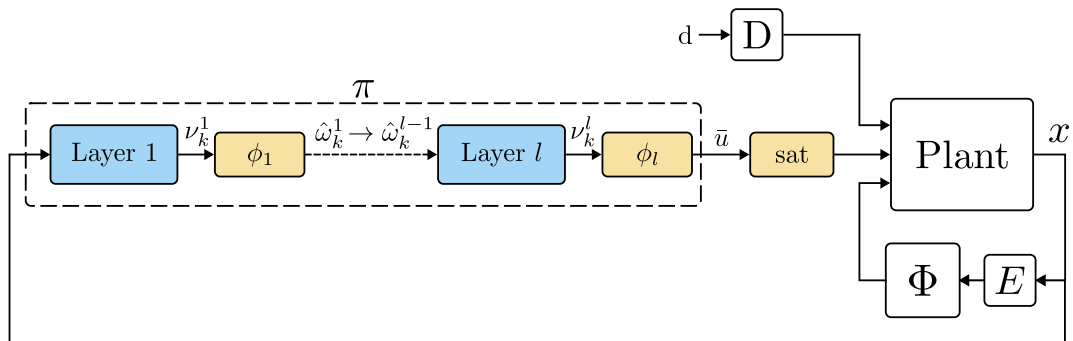 d D
π
Layer 1 ν_k^1 ϕ_1 ω̂_k^1 → ω̂_k^{l−1} Layer l ν_k^l ϕ_l ū sat Plant x
Φ E